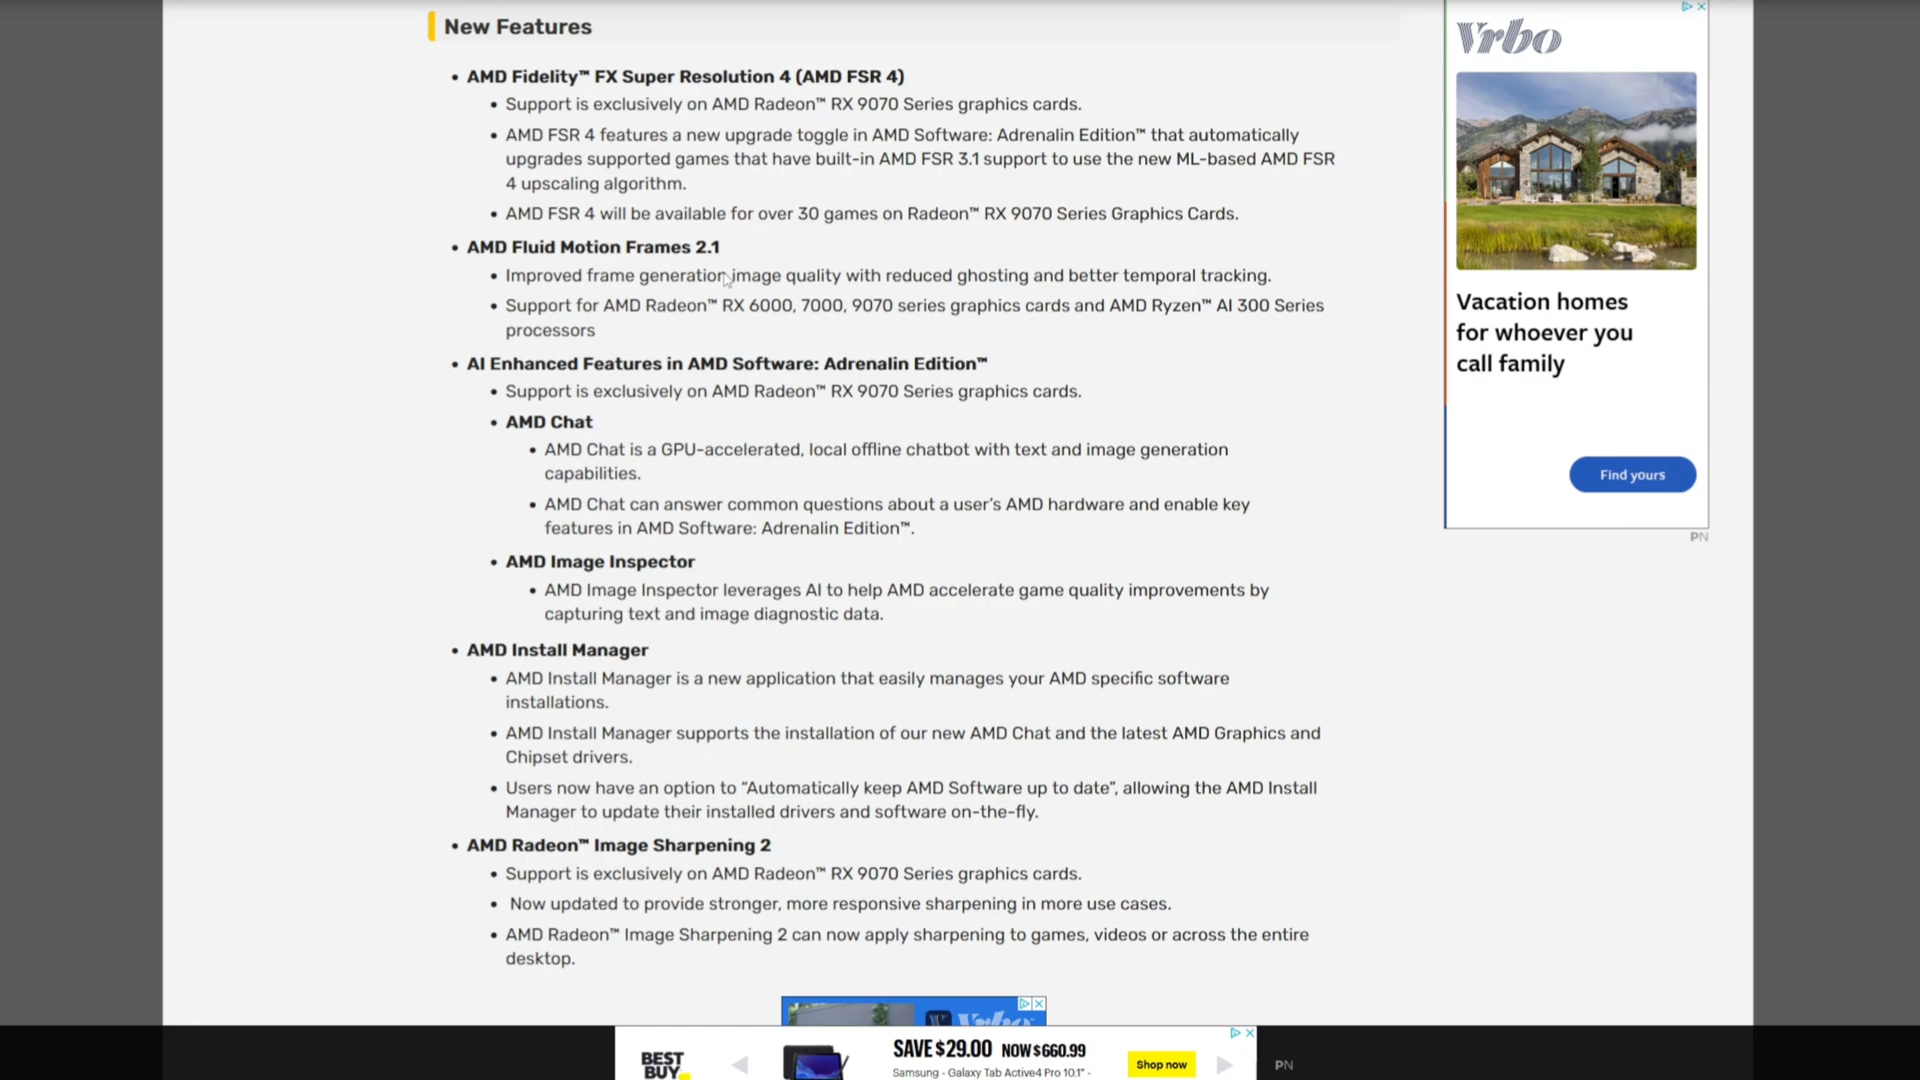 New Features
• AMD Fidelity™ FX Super Resolution 4 (AMD FSR 4)
• Support is exclusively on AMD Radeon™ RX 9070 Series graphics cards.
• AMD FSR 4 features a new upgrade toggle in AMD Software: Adrenalin Edition™ that automatically
upgrades supported games that have built-in AMD FSR 3.1 support to use the new ML-based AMD FSR
4 upscaling algorithm.
• AMD FSR 4 will be available for over 30 games on Radeon™ RX 9070 Series Graphics Cards.
• AMD Fluid Motion Frames 2.1
• Improved frame generation image quality with reduced ghosting and better temporal tracking.
• Support for AMD Radeon™ RX 6000, 7000, 9070 series graphics cards and AMD Ryzen™ AI 300 Series
processors
• AI Enhanced Features in AMD Software: Adrenalin Edition™
• Support is exclusively on AMD Radeon™ RX 9070 Series graphics cards.
• AMD Chat
• AMD Chat is a GPU-accelerated, local offline chatbot with text and image generation
capabilities.
• AMD Chat can answer common questions about a user's AMD hardware and enable key
features in AMD Software: Adrenalin Edition™.
• AMD Image Inspector
• AMD Image Inspector leverages AI to help AMD accelerate game quality improvements by
capturing text and image diagnostic data.
• AMD Install Manager
• AMD Install Manager is a new application that easily manages your AMD specific software
installations.
• AMD Install Manager supports the installation of our new AMD Chat and the latest AMD Graphics and
Chipset drivers.
• Users now have an option to “Automatically keep AMD Software up to date”, allowing the AMD Install
Manager to update their installed drivers and software on-the-fly.
• AMD Radeon™ Image Sharpening 2
• Support is exclusively on AMD Radeon™ RX 9070 Series graphics cards.
• Now updated to provide stronger, more responsive sharpening in more use cases.
• AMD Radeon™ Image Sharpening 2 can now apply sharpening to games, videos or across the entire
desktop.
Vrbo
Vacation homes
for whoever you
call family
Find yours
PN
Vrbo
BEST
BUY
SAVE $29.00 NOW $660.99
Samsung - Galaxy Tab Active4 Pro 10.1" -
Shop now
PN